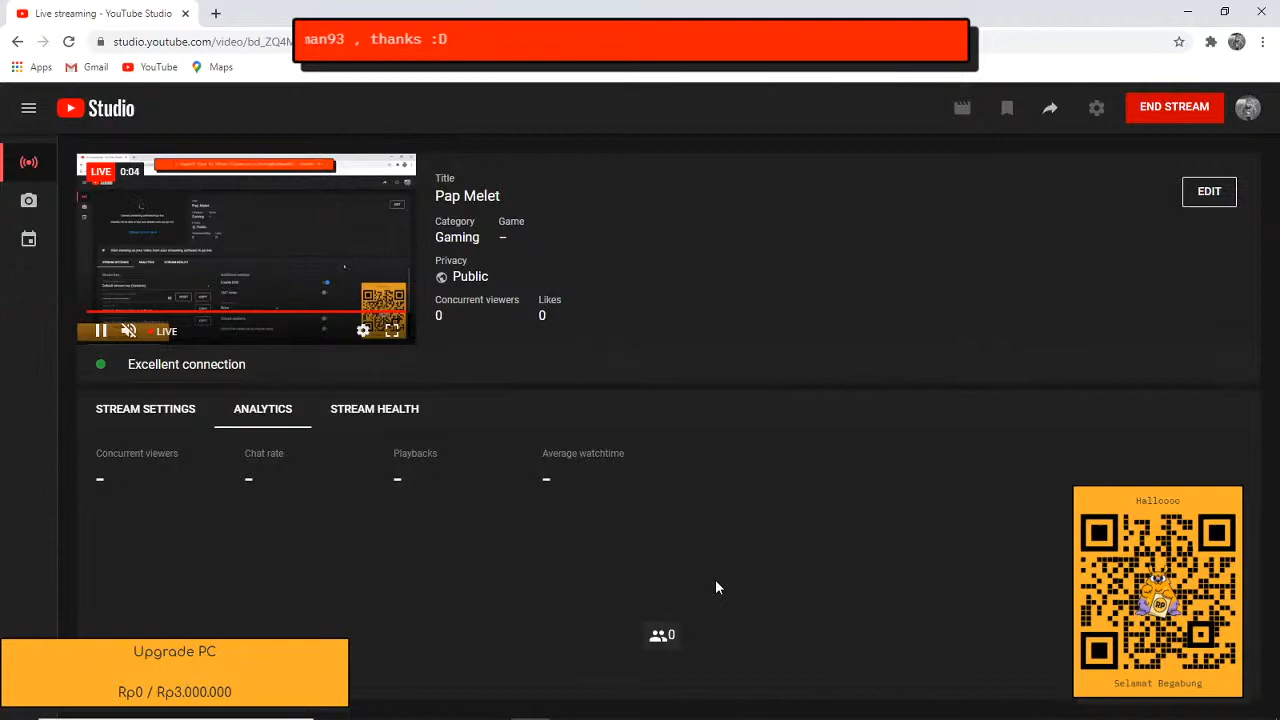 Live streaming - YouTube Studio
man93 , thanks :D
studio.youtube.com/video/bd_ZQ4M
Apps Gmail YouTube Maps
Studio
END STREAM
LIVE 0:04
LIVE
Title
Pap Melet
EDIT
Category Game
Gaming –
Privacy
Public
Concurrent viewers Likes
0 0
Excellent connection
STREAM SETTINGS ANALYTICS STREAM HEALTH
Concurrent viewers Chat rate Playbacks Average watchtime
– – – –
Halloooo
RP
0
Upgrade PC
Rp0 / Rp3.000.000
Selamat Begabung